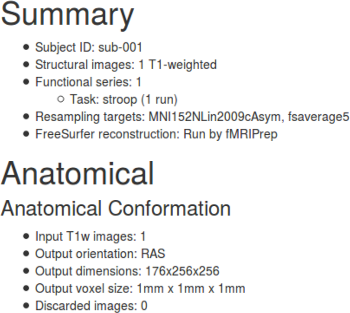 Summary
Subject ID: sub-001
Structural images: 1 T1-weighted
Functional series: 1
Task: stroop (1 run)
Resampling targets: MNI152NLin2009cAsym, fsaverage5
FreeSurfer reconstruction: Run by fMRIPrep
Anatomical
Anatomical Conformation
Input T1w images: 1
Output orientation: RAS
Output dimensions: 176x256x256
Output voxel size: 1mm x 1mm x 1mm
Discarded images: 0